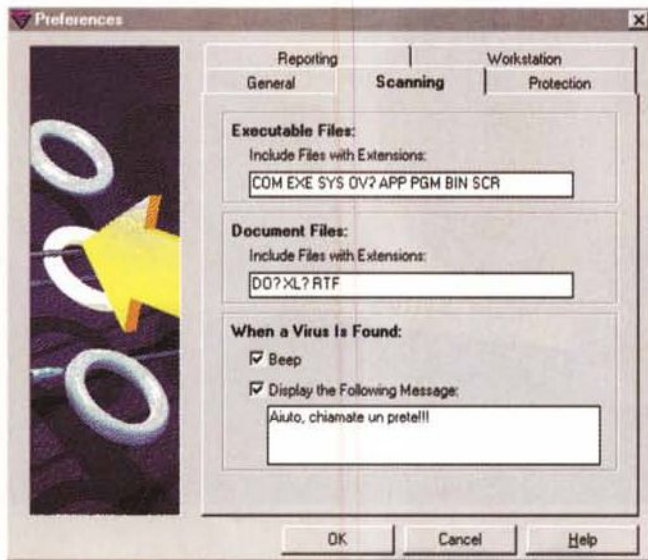 Preferences
Reporting Workstation
General Scanning Protection
Executable Files:
Include Files with Extensions:
COM EXE SYS OV? APP PGM BIN SCR
Document Files:
Include Files with Extensions:
DO? XL? RTF
When a Virus Is Found:
Beep
Display the Following Message:
Aiuto, chiamate un prete!!!
OK Cancel Help